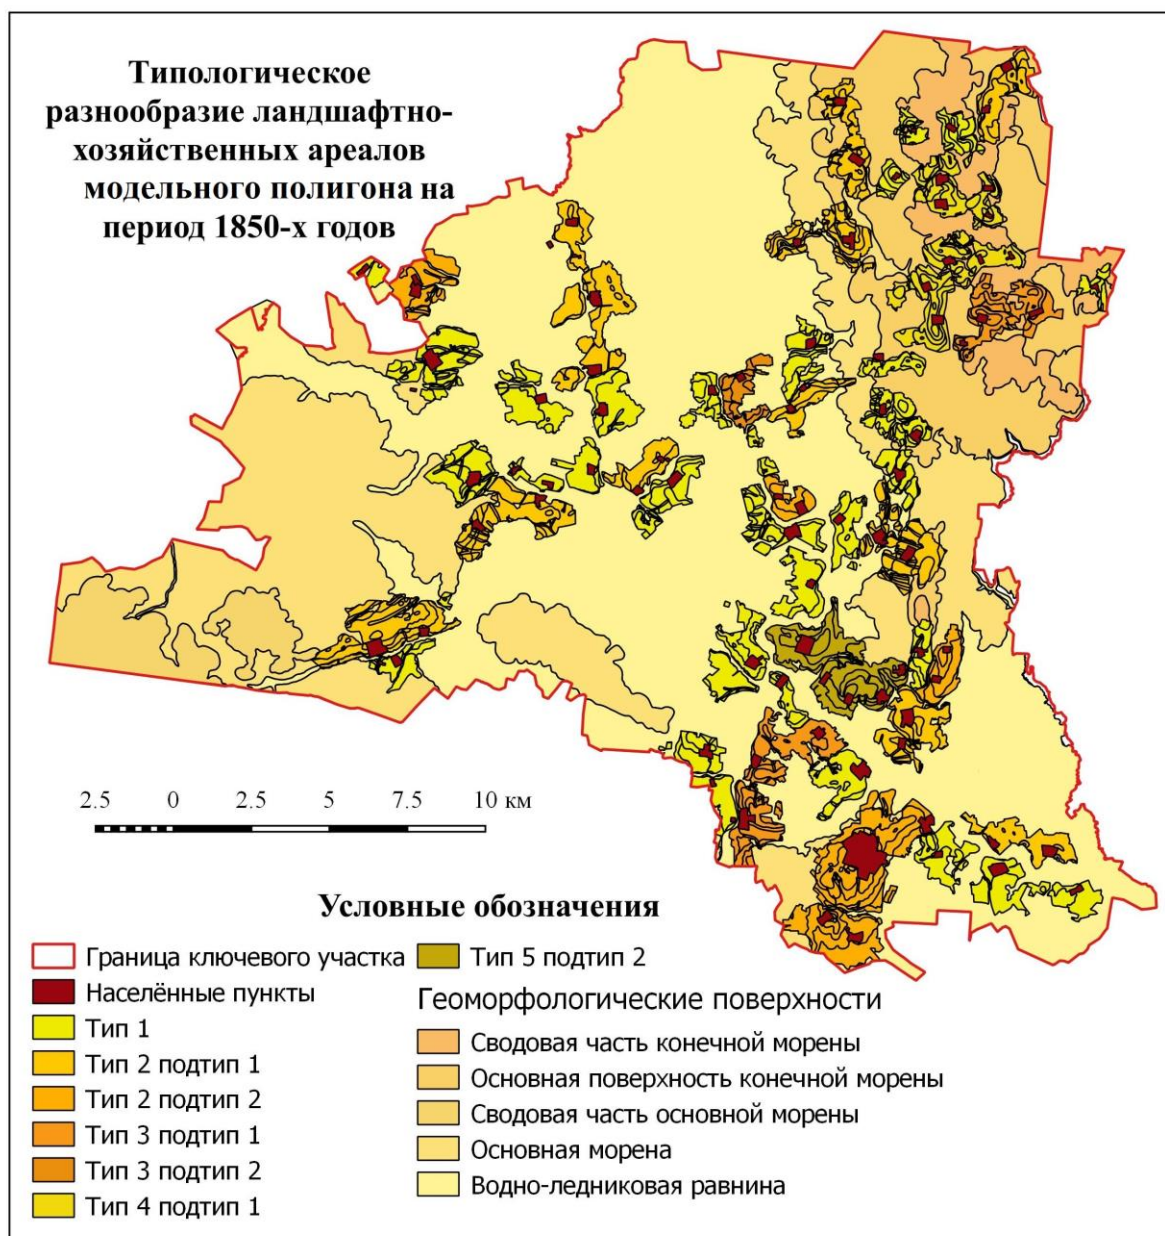 Типологическое
разнообразие ландшафтно-
хозяйственных ареалов
модельного полигона на
период 1850-х годов
2.5 0 2.5 5 7.5 10 км
Условные обозначения
Граница ключевого участка
Населённые пункты
Тип 1
Тип 2 подтип 1
Тип 2 подтип 2
Тип 3 подтип 1
Тип 3 подтип 2
Тип 4 подтип 1
Тип 5 подтип 2
Геоморфологические поверхности
Сводовая часть конечной морены
Основная поверхность конечной морены
Сводовая часть основной морены
Основная морена
Водно-ледниковая равнина